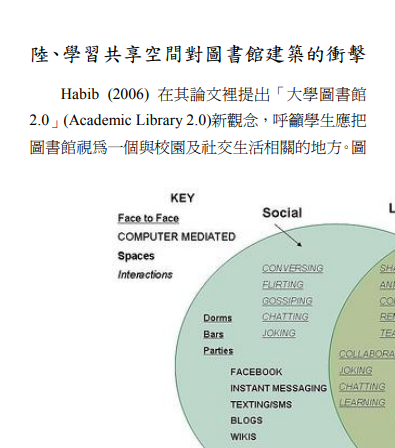 陸、學習共享空間對圖書館建築的衝擊
Habib (2006) 在其論文裡提出「大學圖書館
2.0」(Academic Library 2.0)新觀念，呼籲學生應把
圖書館視爲一個與校園及社交生活相關的地方。圖
KEY
Face to Face
COMPUTER MEDIATED
Spaces
Interactions
Social
CONVERSING
FLIRTING
GOSSIPING
CHATTING
JOKING
Dorms
Bars
Parties
FACEBOOK
INSTANT MESSAGING
TEXTING/SMS
BLOGS
WIKIS
JOKING
CHATTING
LEARNING